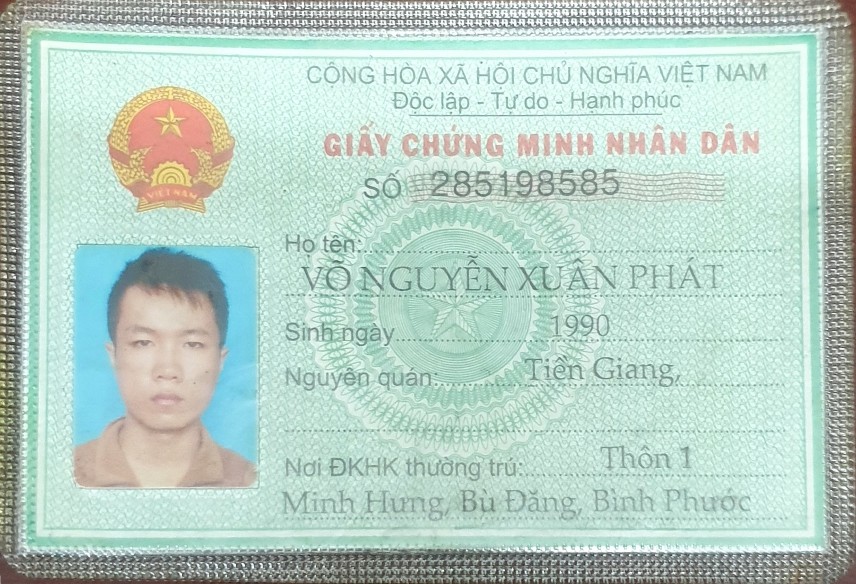 CỘNG HÒA XÃ HỘI CHỦ NGHĨA VIỆT NAM
Độc lập - Tự do - Hạnh phúc
GIẤY CHỨNG MINH NHÂN DÂN
SỐ 285198585
VIỆT NAM
Họ tên:
VÕ NGUYỄN XUÂN PHÁT
Sinh ngày 1990
Nguyên quán: Tiền Giang,
Nơi ĐKHK thường trú: Thôn 1
Minh Hưng, Bù Đăng, Bình Phước